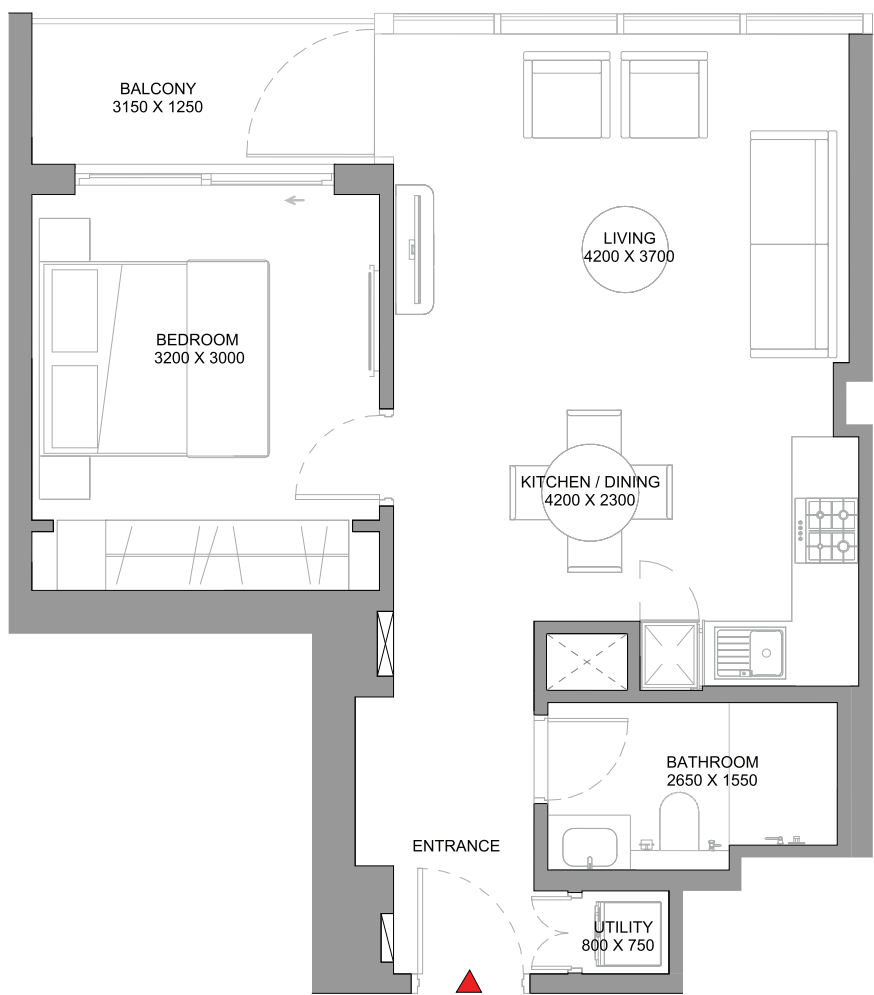 BALCONY
3150 X 1250
LIVING
4200 X 3700
BEDROOM
3200 X 3000
KITCHEN / DINING
4200 X 2300
BATHROOM
2650 X 1550
ENTRANCE
UTILITY
800 X 750